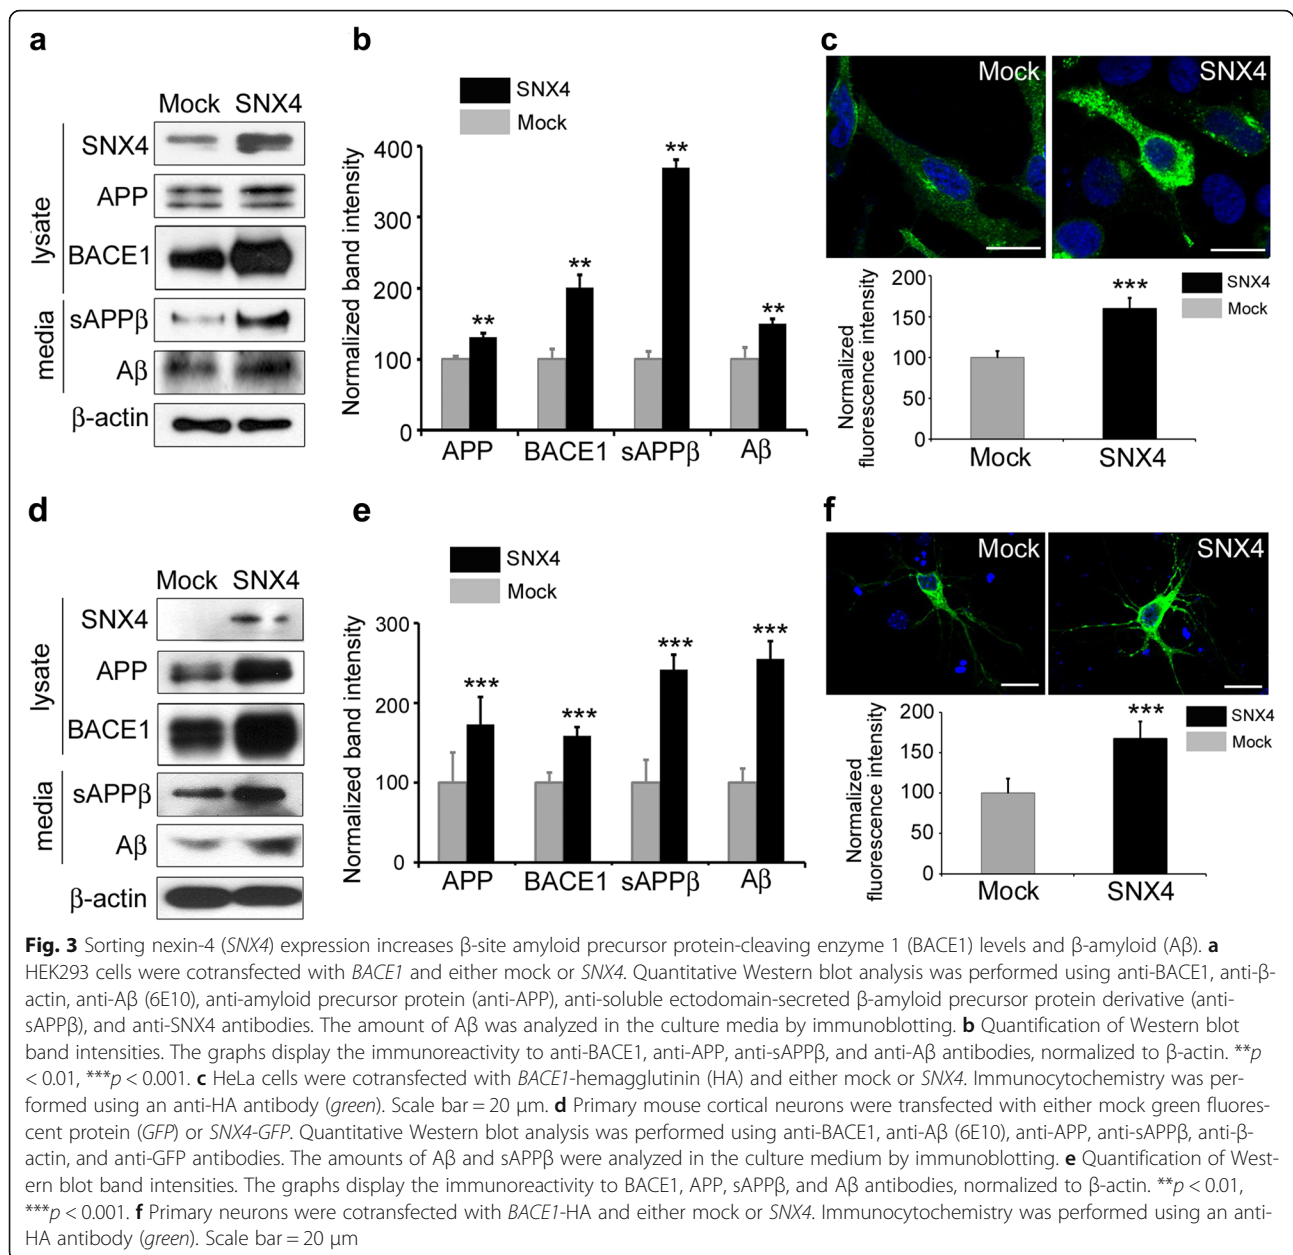 a
Mock SNX4
lysate
SNX4
APP
BACE1
media
sAPPβ
Aβ
β-actin
b
SNX4
Mock
Normalized band intensity
400
300
200
100
0
**
**
**
**
APP BACE1 sAPPβ Aβ
c
Mock
SNX4
Normalized
fluorescence intensity
200
150
100
50
0
***
SNX4
Mock
Mock SNX4
d
Mock SNX4
lysate
SNX4
APP
BACE1
media
sAPPβ
Aβ
β-actin
e
SNX4
Mock
Normalized band intensity
300
200
100
0
***
***
***
***
APP BACE1 sAPPβ Aβ
f
Mock
SNX4
Normalized
fluorescence intensity
200
150
100
50
0
***
SNX4
Mock
Mock SNX4
Fig. 3 Sorting nexin-4 (SNX4) expression increases β-site amyloid precursor protein-cleaving enzyme 1 (BACE1) levels and β-amyloid (Aβ). a
HEK293 cells were cotransfected with BACE1 and either mock or SNX4. Quantitative Western blot analysis was performed using anti-BACE1, anti-β-
actin, anti-Aβ (6E10), anti-amyloid precursor protein (anti-APP), anti-soluble ectodomain-secreted β-amyloid precursor protein derivative (anti-
sAPPβ), and anti-SNX4 antibodies. The amount of Aβ was analyzed in the culture media by immunoblotting. b Quantification of Western blot
band intensities. The graphs display the immunoreactivity to anti-BACE1, anti-APP, anti-sAPPβ, and anti-Aβ antibodies, normalized to β-actin. **p
< 0.01, ***p < 0.001. c HeLa cells were cotransfected with BACE1-hemagglutinin (HA) and either mock or SNX4. Immunocytochemistry was per-
formed using an anti-HA antibody (green). Scale bar = 20 μm. d Primary mouse cortical neurons were transfected with either mock green fluores-
cent protein (GFP) or SNX4-GFP. Quantitative Western blot analysis was performed using anti-BACE1, anti-Aβ (6E10), anti-APP, anti-sAPPβ, anti-β-
actin, and anti-GFP antibodies. The amounts of Aβ and sAPPβ were analyzed in the culture medium by immunoblotting. e Quantification of West-
ern blot band intensities. The graphs display the immunoreactivity to BACE1, APP, sAPPβ, and Aβ antibodies, normalized to β-actin. **p < 0.01,
***p < 0.001. f Primary neurons were cotransfected with BACE1-HA and either mock or SNX4. Immunocytochemistry was performed using an anti-
HA antibody (green). Scale bar = 20 μm